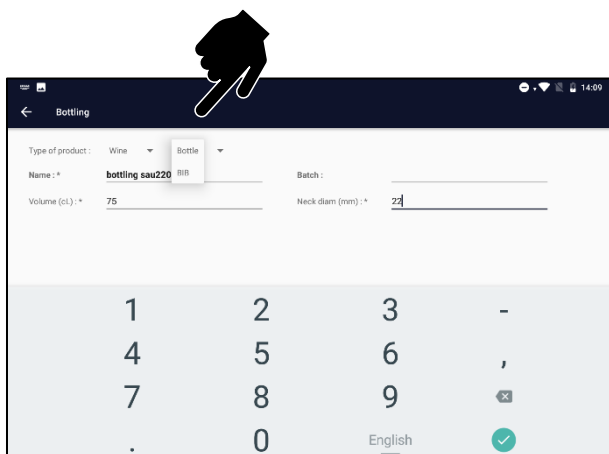 14:09
Bottling
Type of product : Wine Bottle
BIB
Name : * bottling sau220 Batch :
Volume (cl.) : * 75 Neck diam (mm) : * 22
1 2 3 -
4 5 6 ,
7 8 9
. 0 English